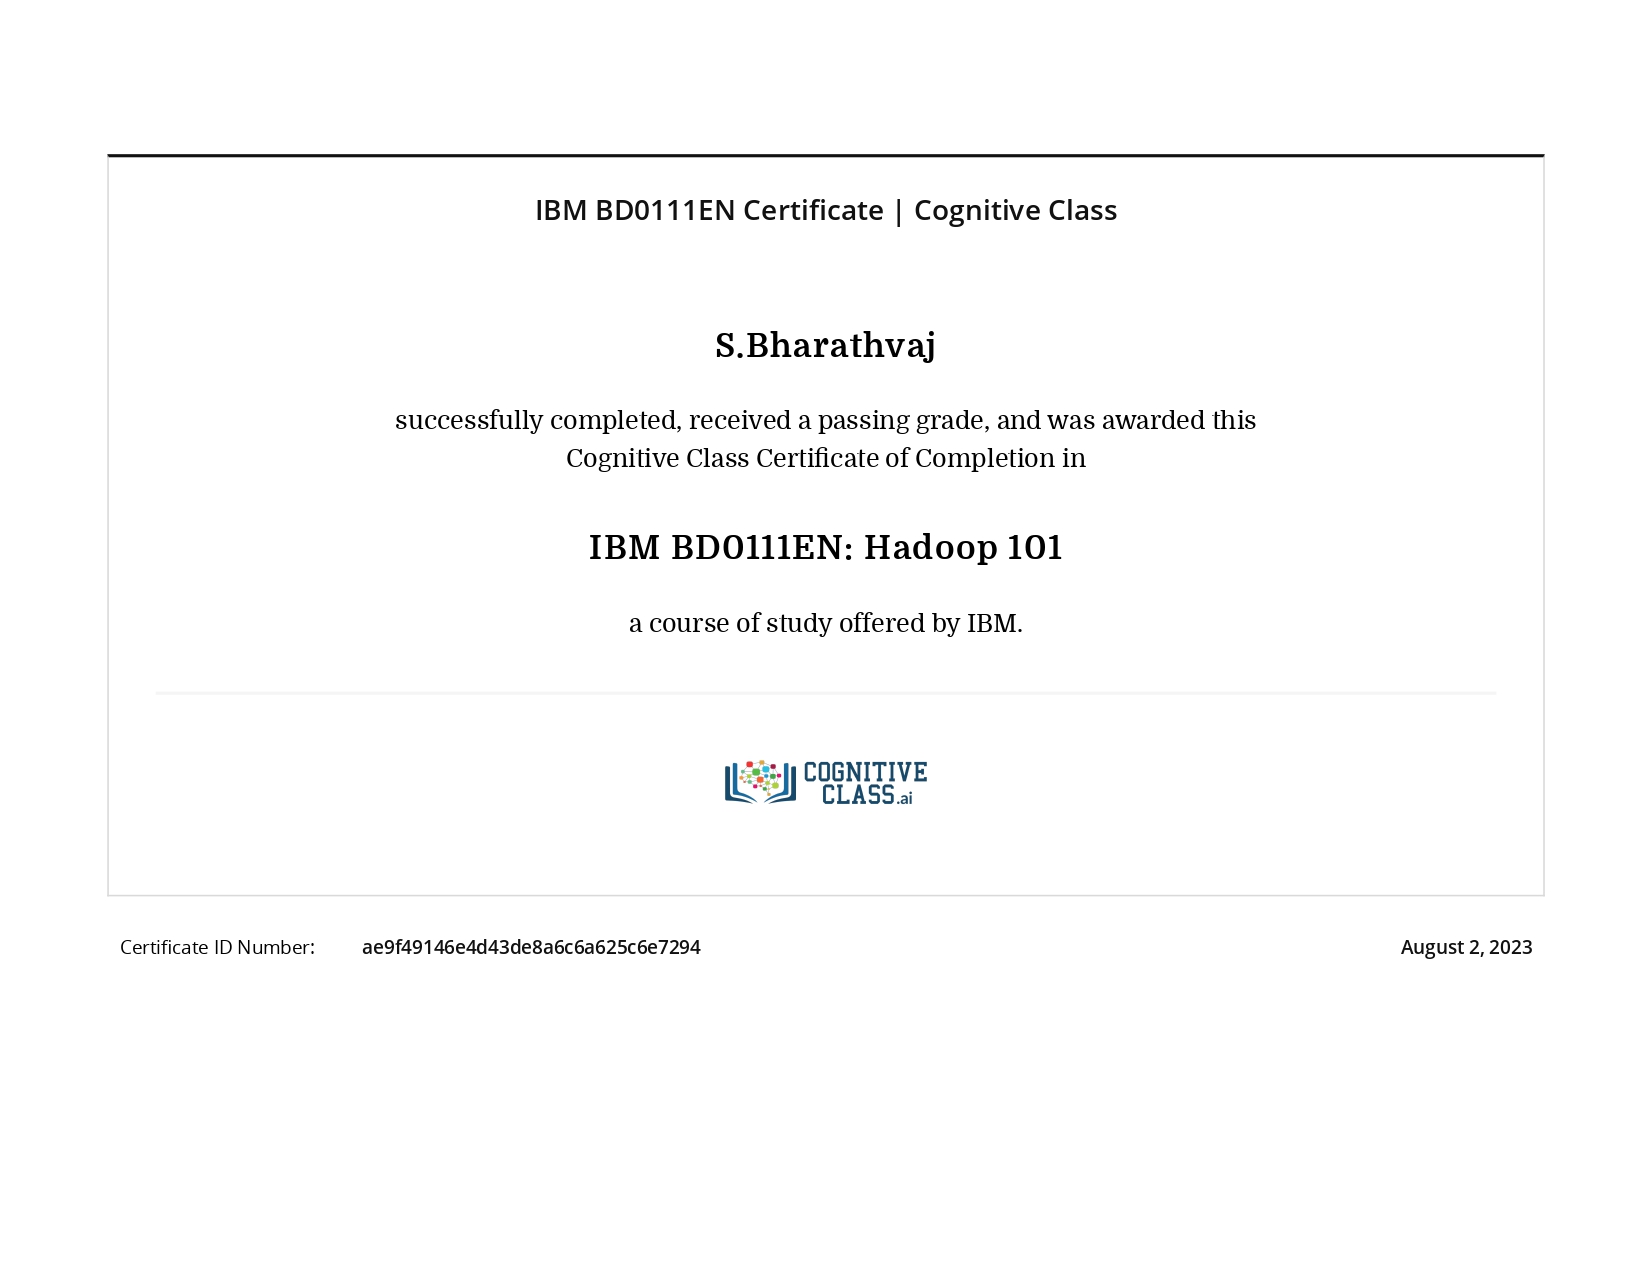 IBM BD0111EN Certificate | Cognitive Class
S.Bharathvaj
successfully completed, received a passing grade, and was awarded this
Cognitive Class Certificate of Completion in
IBM BD0111EN: Hadoop 101
a course of study offered by IBM.
COGNITIVE
CLASS.ai
Certificate ID Number: ae9f49146e4d43de8a6c6a625c6e7294 August 2, 2023